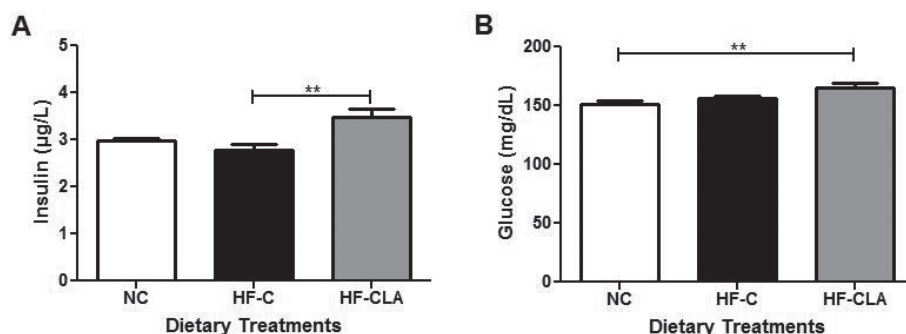 A
Insulin (µg/L)
5
4
3
2
1
0
**
NC
HF-C
HF-CLA
Dietary Treatments
B
Glucose (mg/dL)
200
150
100
50
0
**
NC
HF-C
HF-CLA
Dietary Treatments